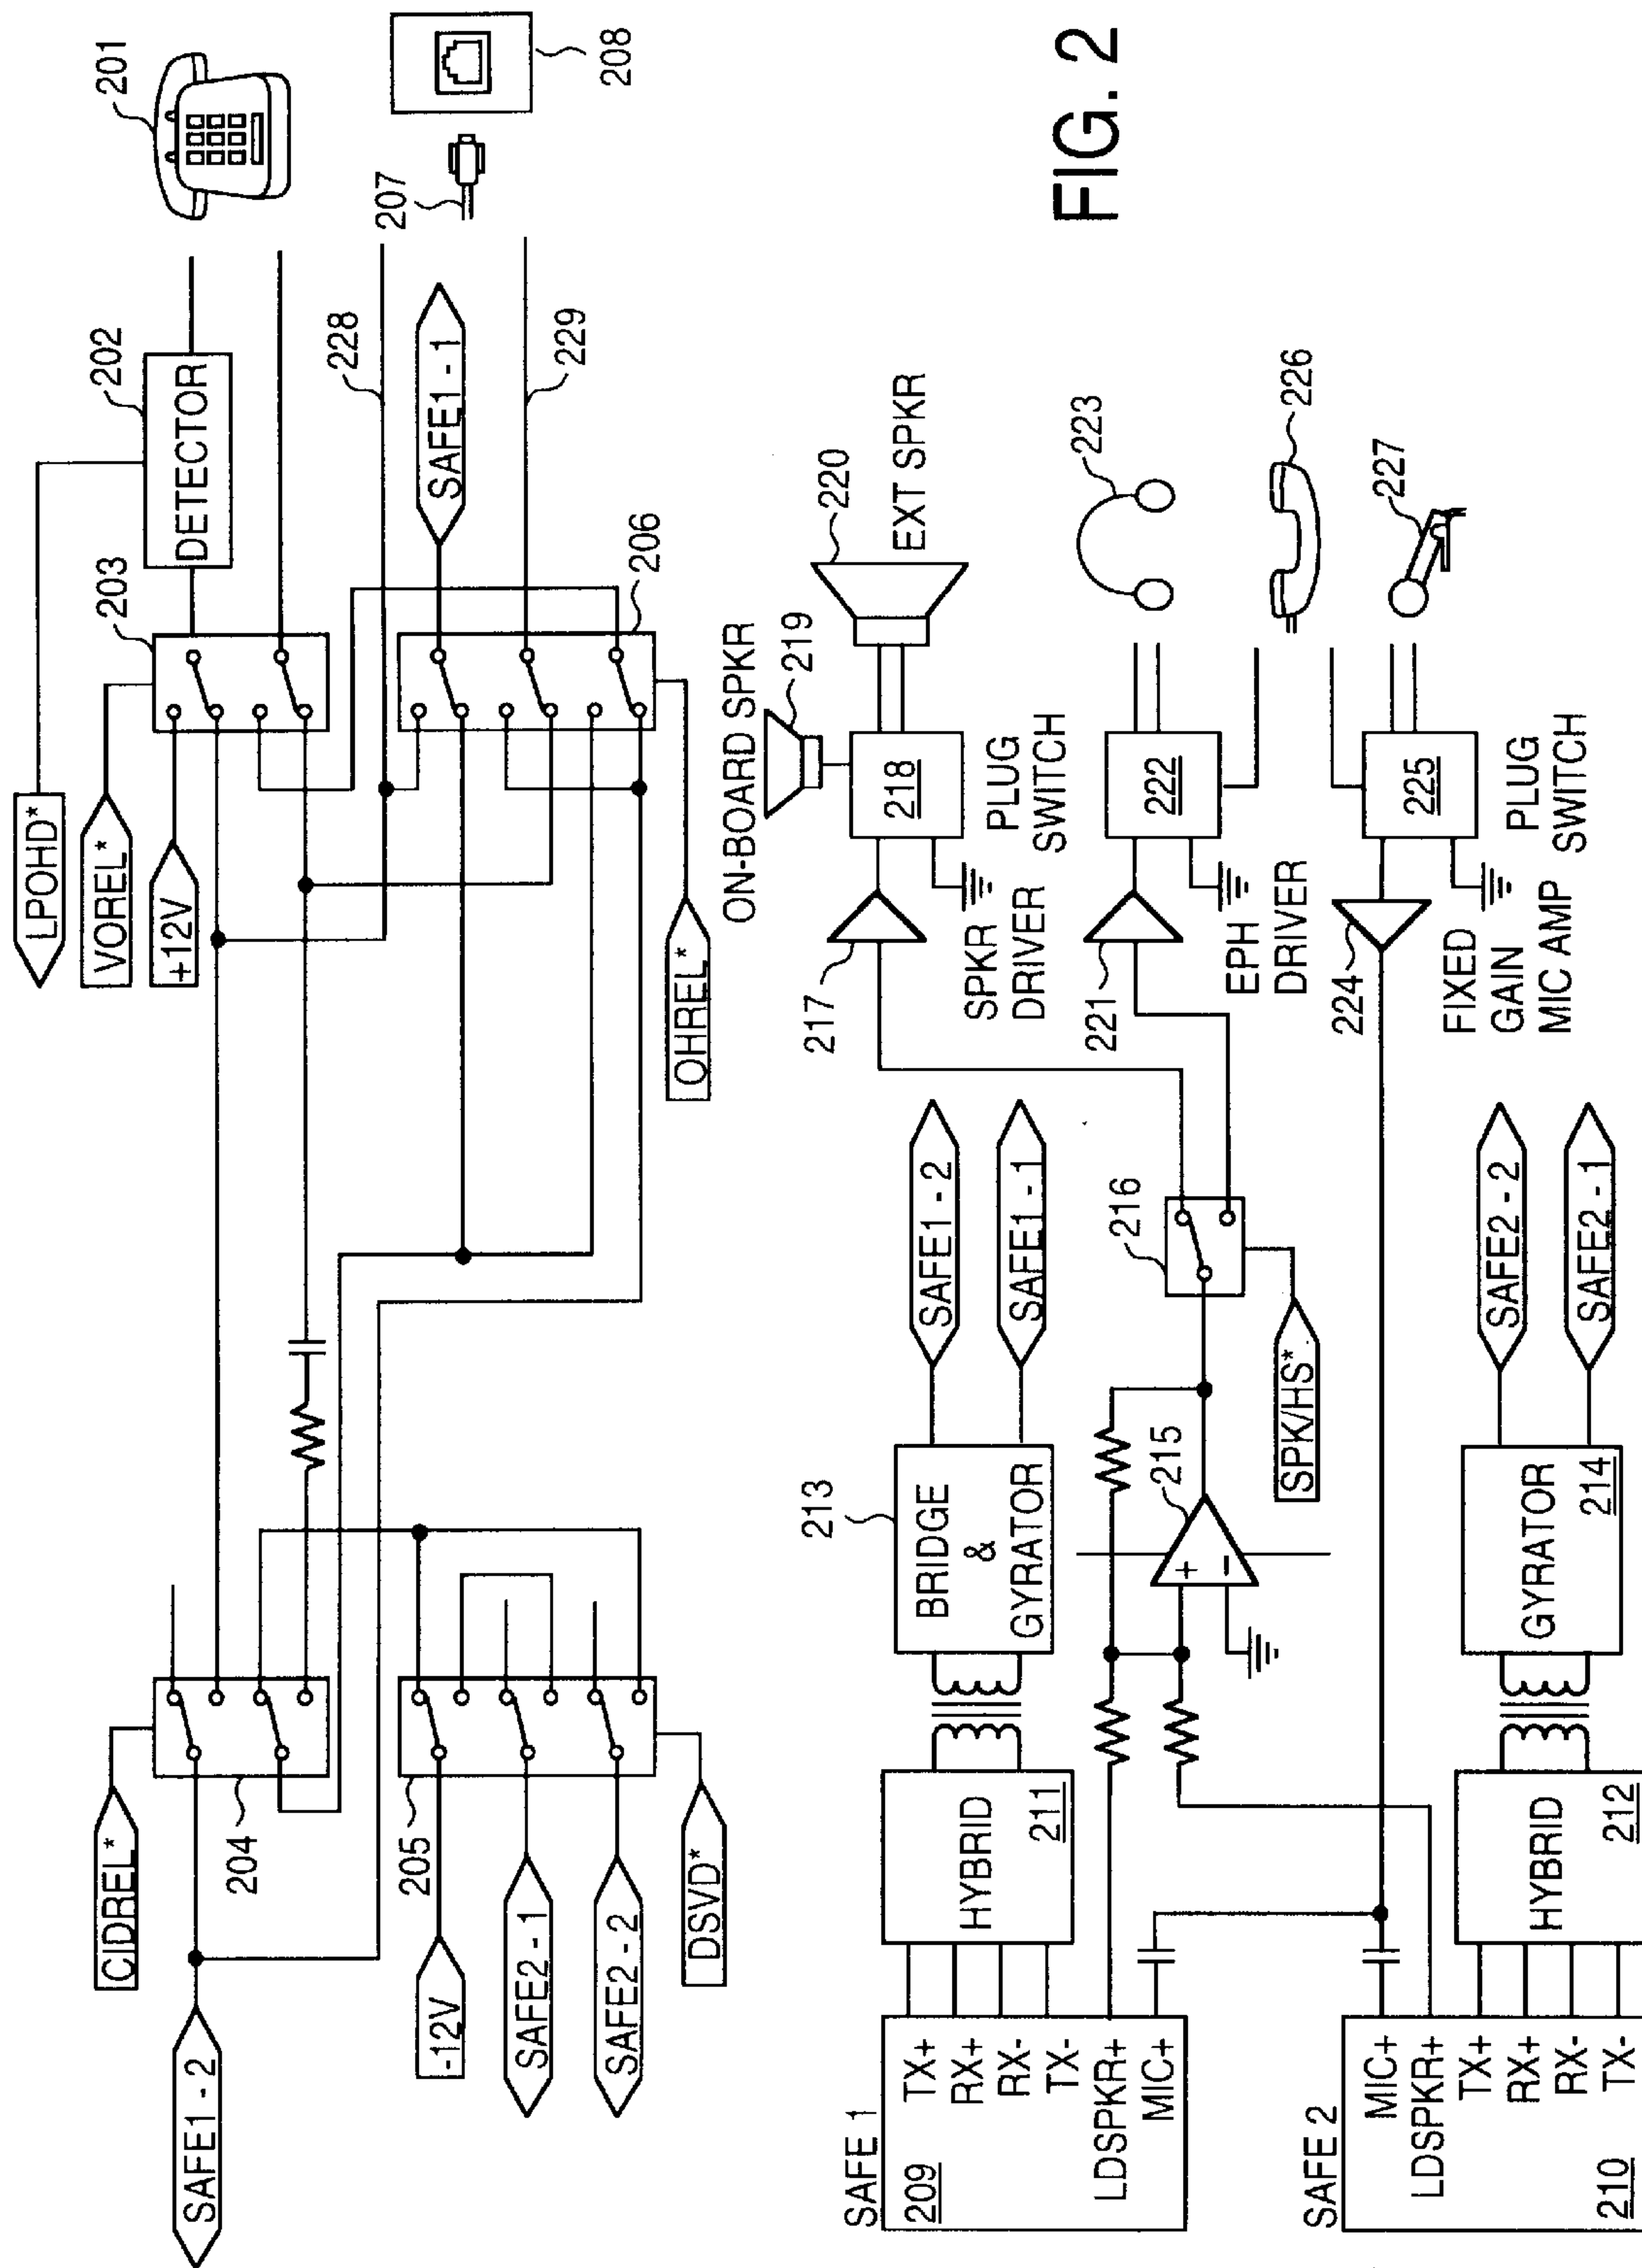 CIDREL*
204
SAFE1 - 2
205
-12V
SAFE2 - 1
SAFE2 - 2
DSVD*
LPOHD*
VOREL*
+12V
OHREL*
203
202
DETECTOR
201
228
SAFE1 - 1
229
206
207
208
FIG. 2
SAFE 1
209
TX+
RX+
RX-
TX-
LDSPKR+
MIC+
HYBRID
211
213
BRIDGE
&
GYRATOR
SAFE1 - 2
SAFE1 - 1
215
+
-
216
SPK/HS*
217
SPKR
DRIVER
ON-BOARD SPKR
219
218
PLUG
SWITCH
220
EXT SPKR
221
EPH
DRIVER
222
223
226
224
FIXED
GAIN
MIC AMP
225
PLUG
SWITCH
227
SAFE 2
210
MIC+
LDSPKR+
TX+
RX+
RX-
TX-
HYBRID
212
GYRATOR
214
SAFE2 - 2
SAFE2 - 1